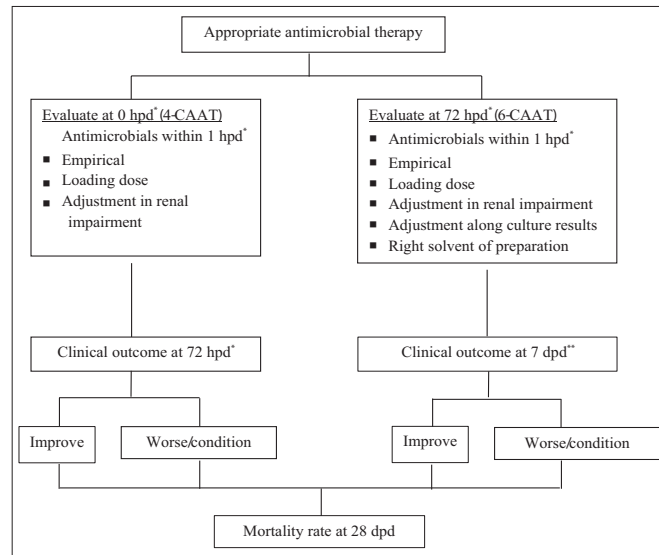 Appropriate antimicrobial therapy
Evaluate at 0 hpd* (4-CAAT)
Antimicrobials within 1 hpd*
▪ Empirical
▪ Loading dose
▪ Adjustment in renal
impairment
Evaluate at 72 hpd* (6-CAAT)
▪ Antimicrobials within 1 hpd*
▪ Empirical
▪ Loading dose
▪ Adjustment in renal impairment
▪ Adjustment along culture results
▪ Right solvent of preparation
Clinical outcome at 72 hpd*
Clinical outcome at 7 dpd**
Improve
Worse/condition
Improve
Worse/condition
Mortality rate at 28 dpd